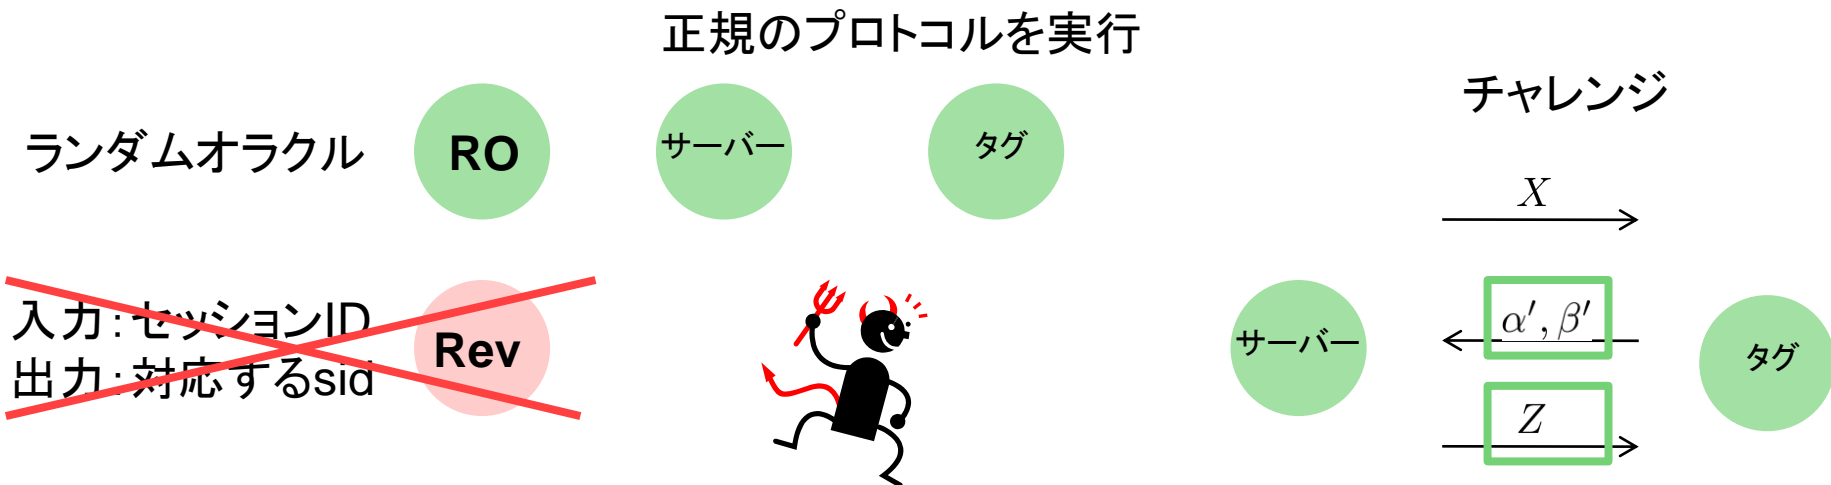 正規のプロトコルを実行
チャレンジ
ランダムオラクル
RO
サーバー
タグ
X
入力：セッションID
出力：対応するsid
Rev
サーバー
α′, β′
タグ
Z